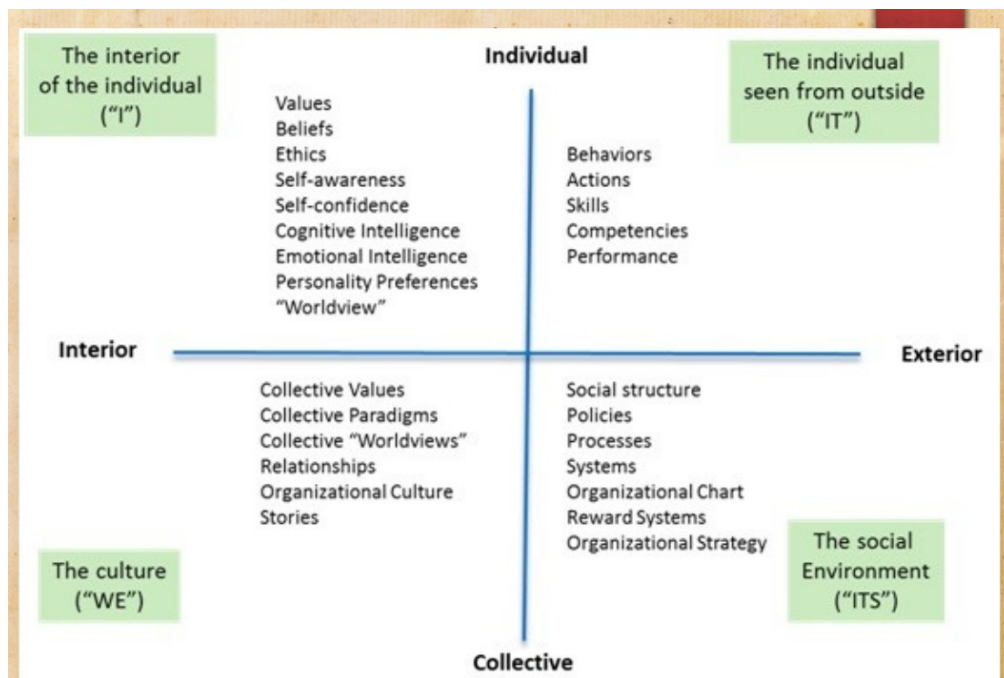 The interior
of the individual
(“I”)
Individual
The individual
seen from outside
(“IT”)
Values
Beliefs
Ethics
Self-awareness
Self-confidence
Cognitive Intelligence
Emotional Intelligence
Personality Preferences
“Worldview”
Behaviors
Actions
Skills
Competencies
Performance
Interior
Exterior
Collective Values
Collective Paradigms
Collective “Worldviews”
Relationships
Organizational Culture
Stories
Social structure
Policies
Processes
Systems
Organizational Chart
Reward Systems
Organizational Strategy
The culture
(“WE”)
The social
Environment
(“ITS”)
Collective